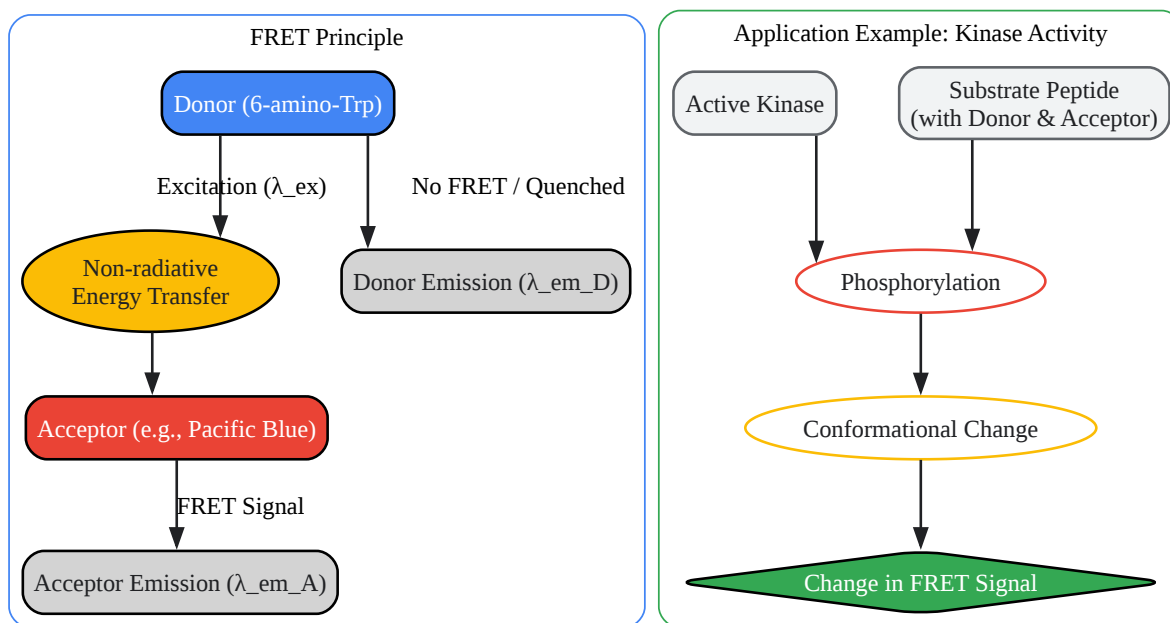 FRET Principle
Donor (6-amino-Trp)
Excitation (λ_ex)
No FRET / Quenched
Non-radiative
Energy Transfer
Donor Emission (λ_em_D)
Acceptor (e.g., Pacific Blue)
FRET Signal
Acceptor Emission (λ_em_A)
Application Example: Kinase Activity
Active Kinase
Substrate Peptide
(with Donor & Acceptor)
Phosphorylation
Conformational Change
Change in FRET Signal